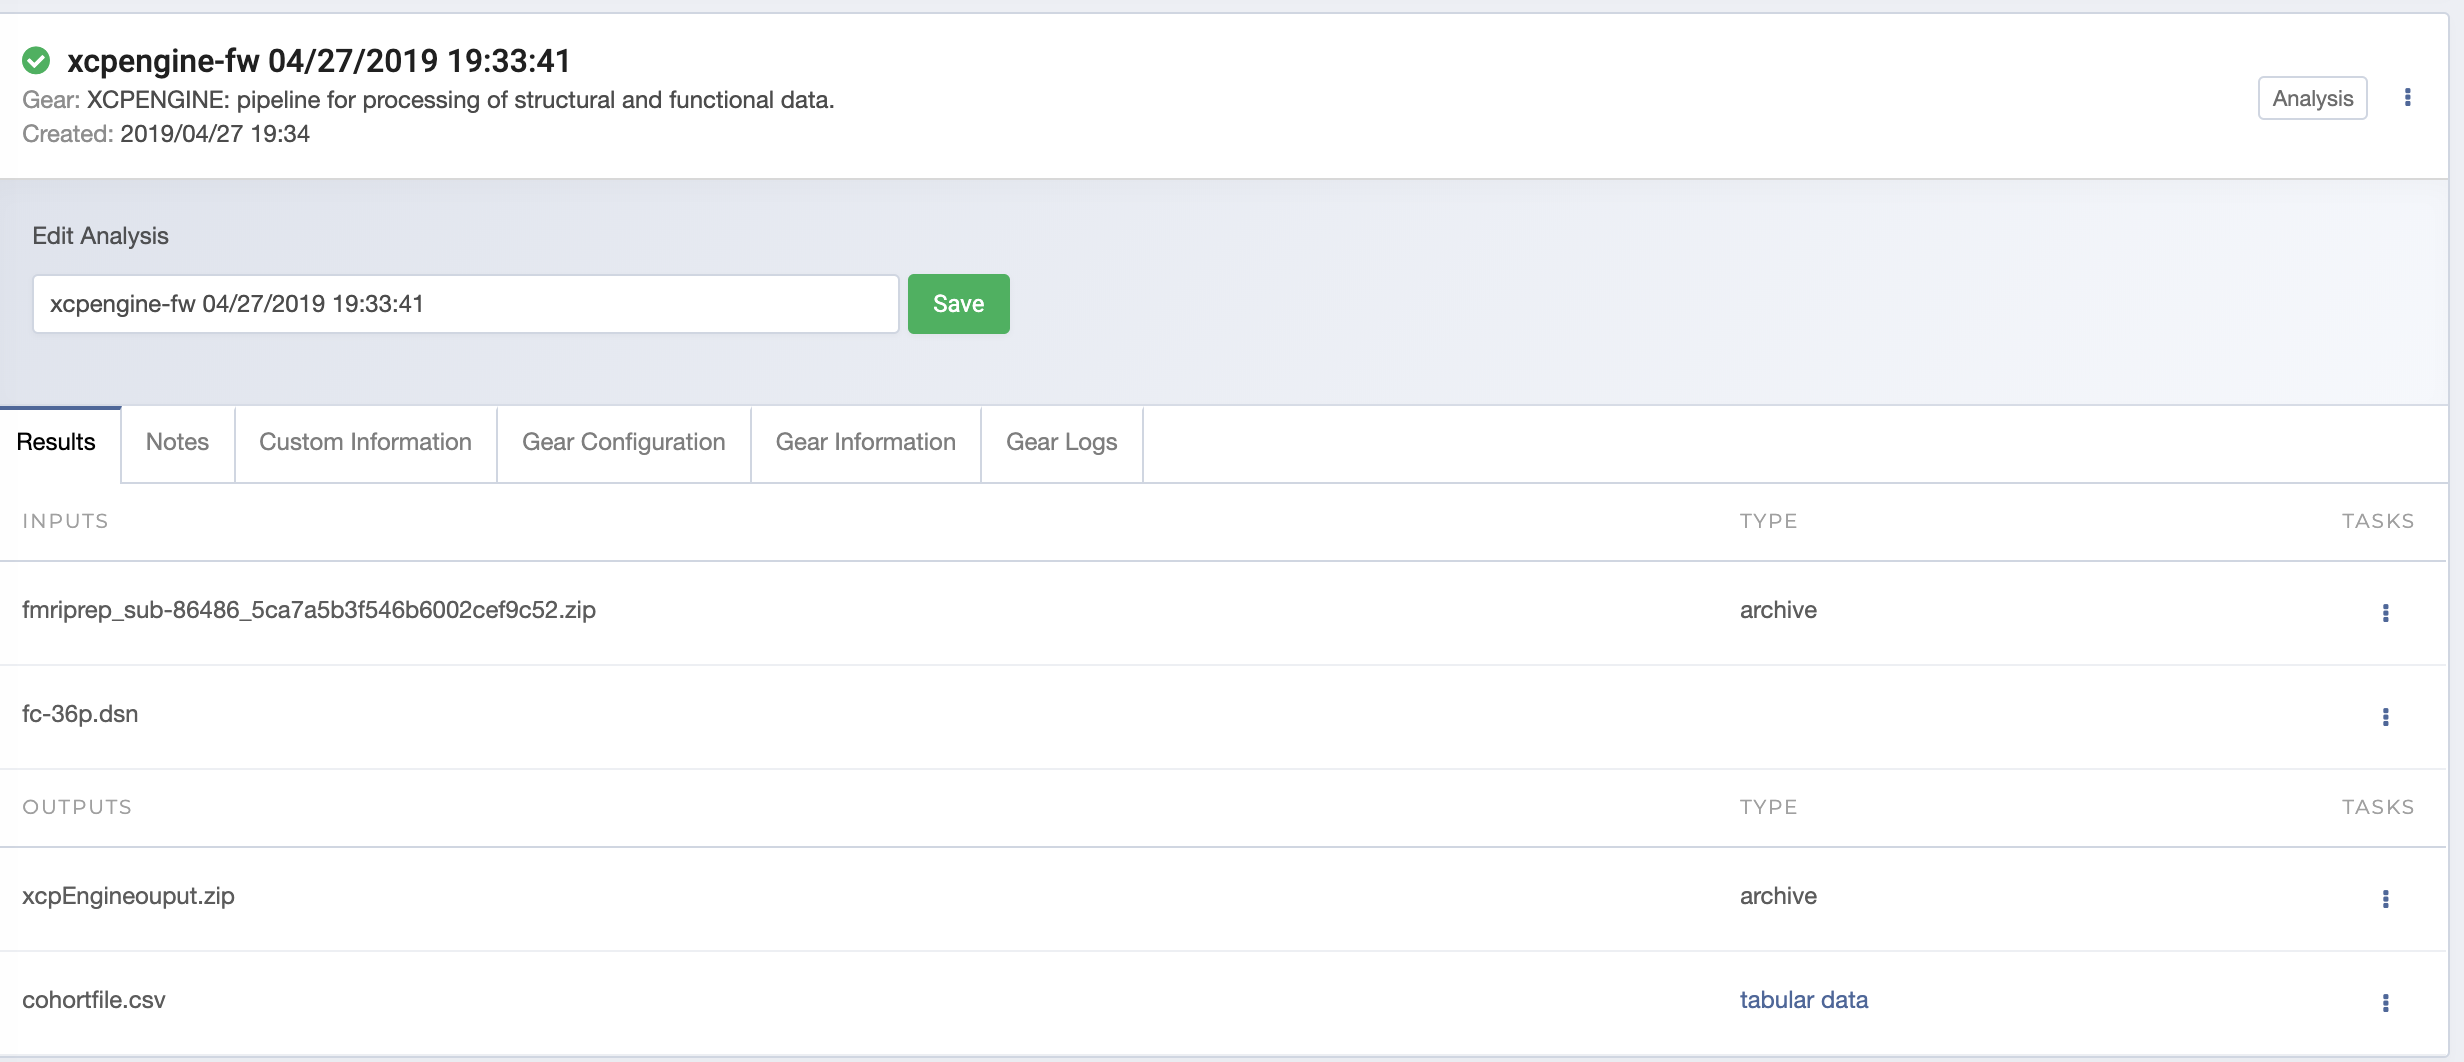 xcpengine-fw 04/27/2019 19:33:41
Gear: XCPENGINE: pipeline for processing of structural and functional data.
Analysis
Created: 2019/04/27 19:34
Edit Analysis
xcpengine-fw 04/27/2019 19:33:41
Save
Results Notes Custom Information Gear Configuration Gear Information Gear Logs
INPUTS TYPE TASKS
fmriprep_sub-86486_5ca7a5b3f546b6002cef9c52.zip archive
fc-36p.dsn
OUTPUTS TYPE TASKS
xcpEngineouput.zip archive
cohortfile.csv tabular data